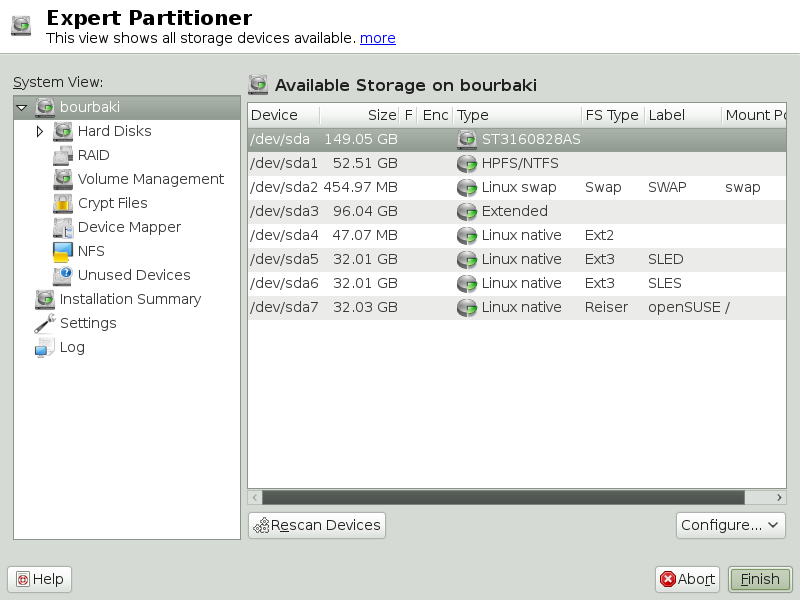 Expert Partitioner
This view shows all storage devices available. more
System View:
bourbaki
Hard Disks
RAID
Volume Management
Crypt Files
Device Mapper
NFS
Unused Devices
Installation Summary
Settings
Log
Available Storage on bourbaki
Device Size F Enc Type FS Type Label Mount Po
/dev/sda 149.05 GB ST3160828AS
/dev/sda1 52.51 GB HPFS/NTFS
/dev/sda2 454.97 MB Linux swap Swap SWAP swap
/dev/sda3 96.04 GB Extended
/dev/sda4 47.07 MB Linux native Ext2
/dev/sda5 32.01 GB Linux native Ext3 SLED
/dev/sda6 32.01 GB Linux native Ext3 SLES
/dev/sda7 32.03 GB Linux native Reiser openSUSE /
Rescan Devices Configure...
Help Abort Finish